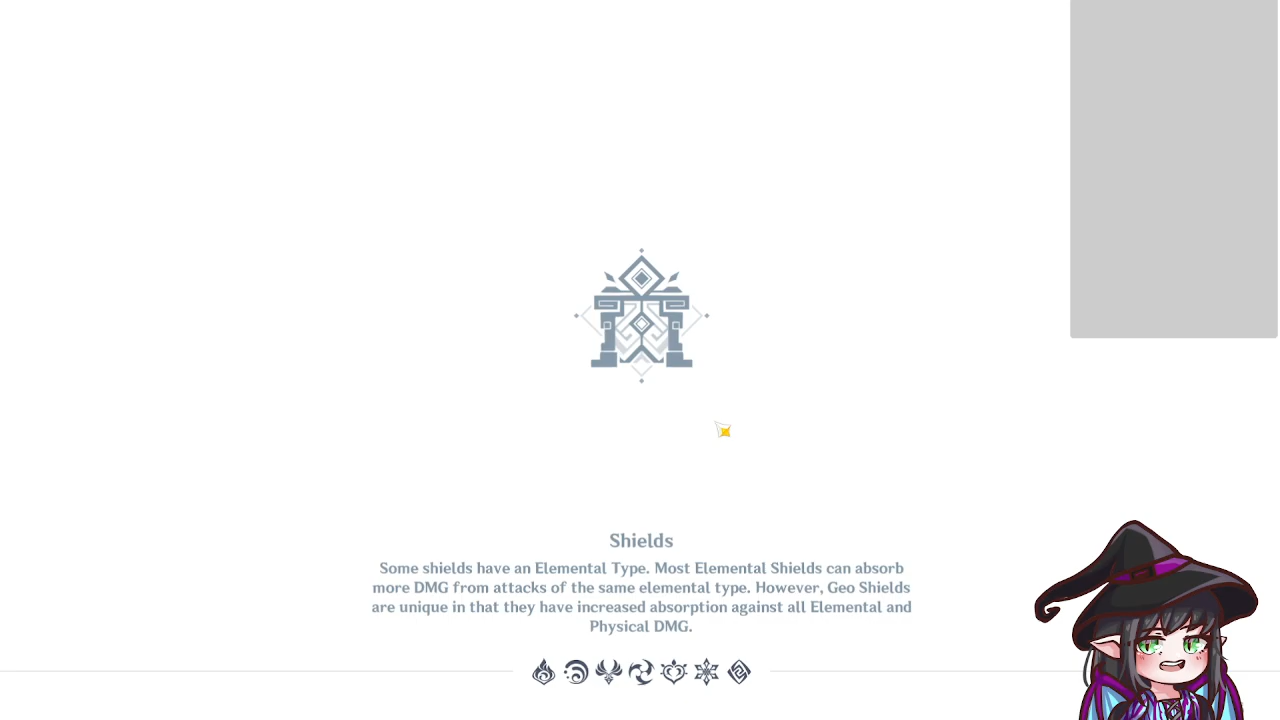 Shields
Some shields have an Elemental Type. Most Elemental Shields can absorb
more DMG from attacks of the same elemental type. However, Geo Shields
are unique in that they have increased absorption against all Elemental and
Physical DMG.